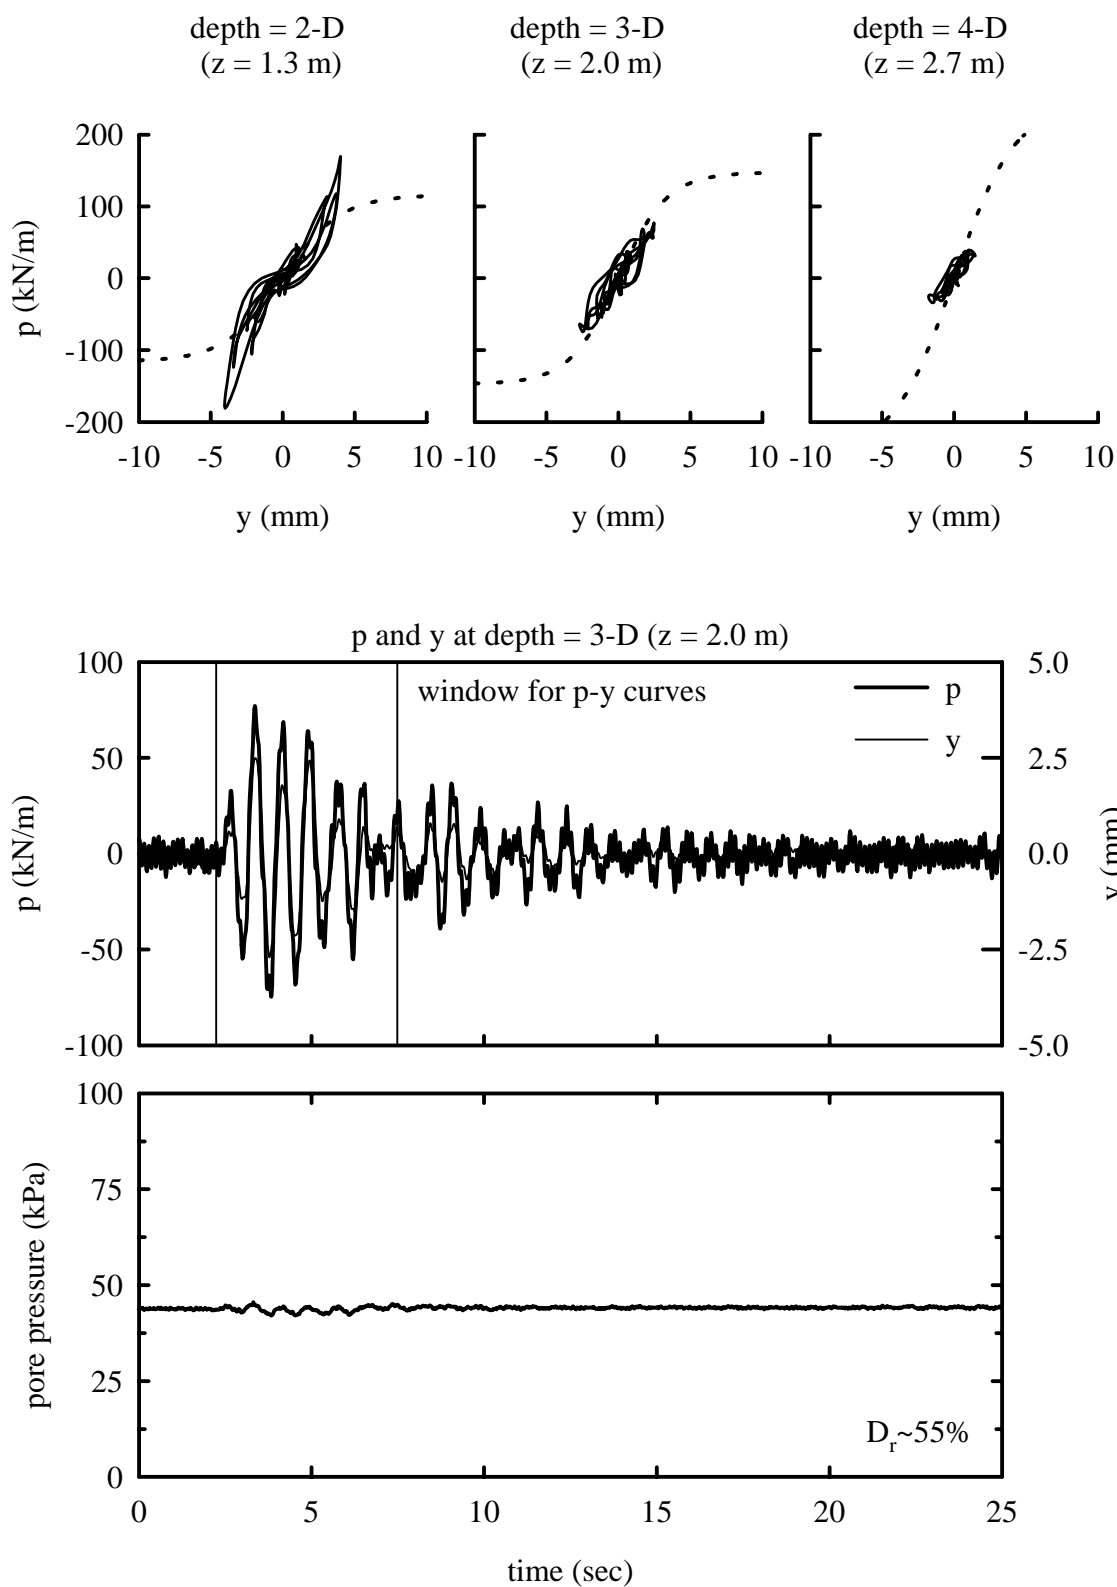 depth = 2-D
(z = 1.3 m)
depth = 3-D
(z = 2.0 m)
depth = 4-D
(z = 2.7 m)
p (kN/m)
200
100
0
-100
-200
-10 -5 0 5 10
-10 -5 0 5 10
-10 -5 0 5 10
y (mm)
y (mm)
y (mm)
p and y at depth = 3-D (z = 2.0 m)
window for p-y curves
p
y
p (kN/m)
100
50
0
-50
-100
5.0
2.5
0.0
-2.5
-5.0
y (mm)
pore pressure (kPa)
100
75
50
25
0
D_r~55%
0 5 10 15 20 25
time (sec)